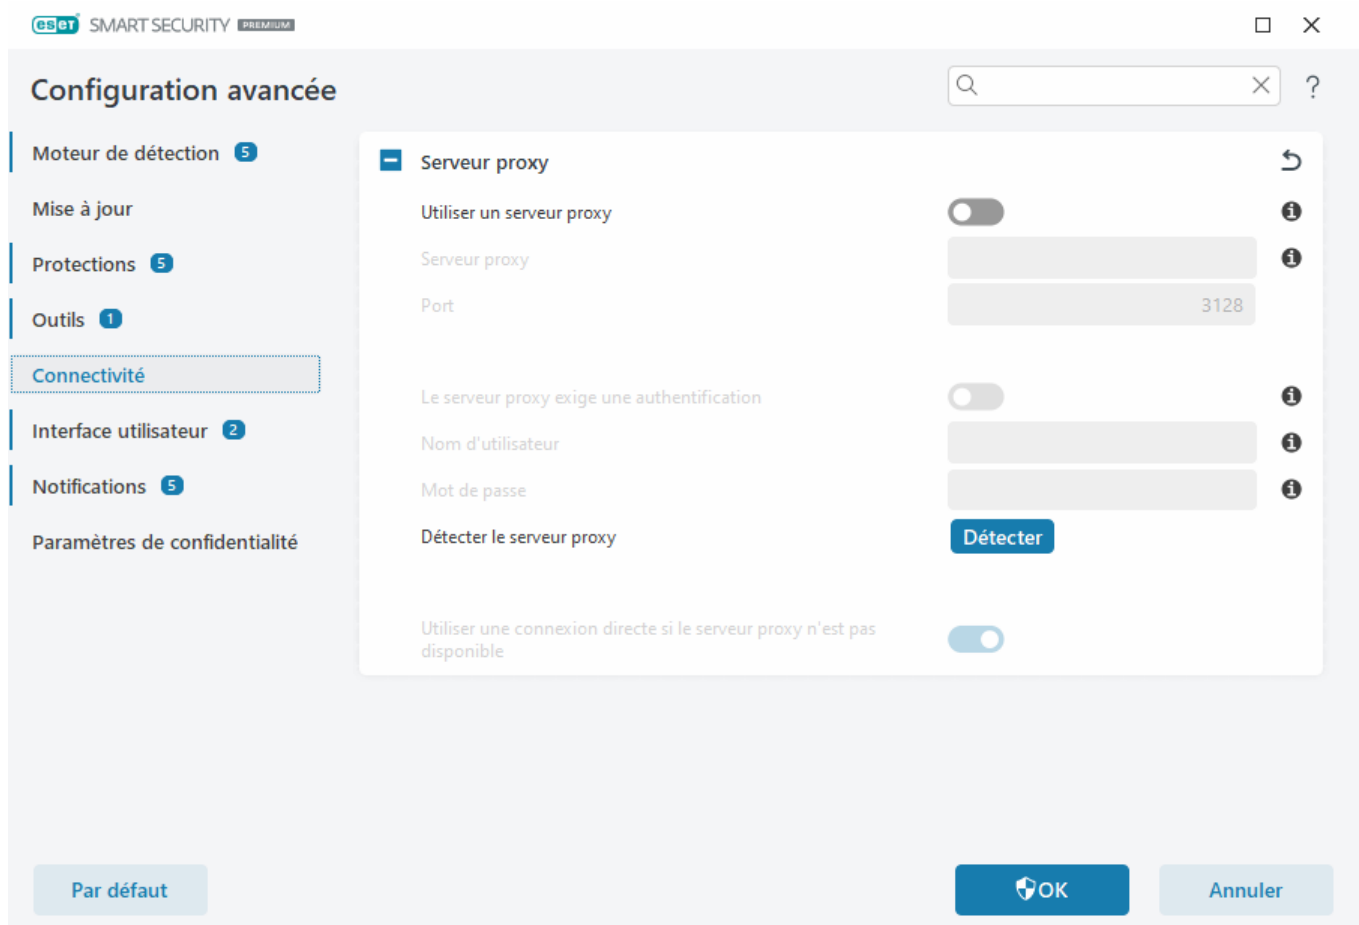 eseT SMART SECURITY PREMIUM
Configuration avancée
?
Moteur de détection 5
Mise à jour
Protections 5
Outils 1
Connectivité
Interface utilisateur 2
Notifications 5
Paramètres de confidentialité
Serveur proxy
Utiliser un serveur proxy
Serveur proxy
Port 3128
Le serveur proxy exige une authentification
Nom d'utilisateur
Mot de passe
Détecter le serveur proxy Détecter
Utiliser une connexion directe si le serveur proxy n'est pas
disponible
Par défaut
OK
Annuler